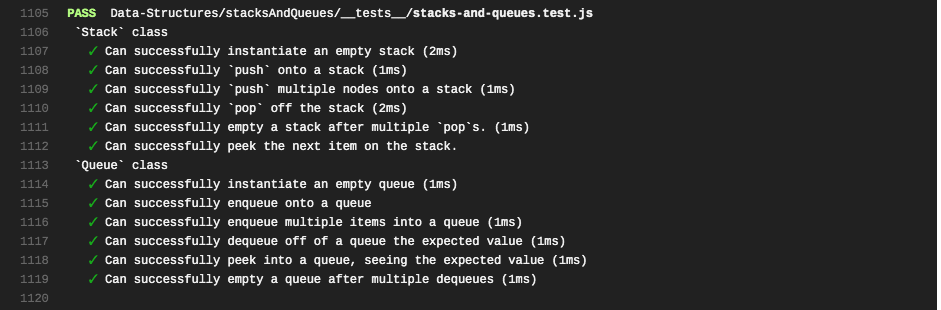 1105 PASS Data-Structures/stacksAndQueues/__tests__/stacks-and-queues.test.js
1106 `Stack` class
1107 ✓ Can successfully instantiate an empty stack (2ms)
1108 ✓ Can successfully `push` onto a stack (1ms)
1109 ✓ Can successfully `push` multiple nodes onto a stack (1ms)
1110 ✓ Can successfully `pop` off the stack (2ms)
1111 ✓ Can successfully empty a stack after multiple `pop`s. (1ms)
1112 ✓ Can successfully peek the next item on the stack.
1113 `Queue` class
1114 ✓ Can successfully instantiate an empty queue (1ms)
1115 ✓ Can successfully enqueue onto a queue
1116 ✓ Can successfully enqueue multiple items into a queue (1ms)
1117 ✓ Can successfully dequeue off of a queue the expected value (1ms)
1118 ✓ Can successfully peek into a queue, seeing the expected value (1ms)
1119 ✓ Can successfully empty a queue after multiple dequeues (1ms)
1120